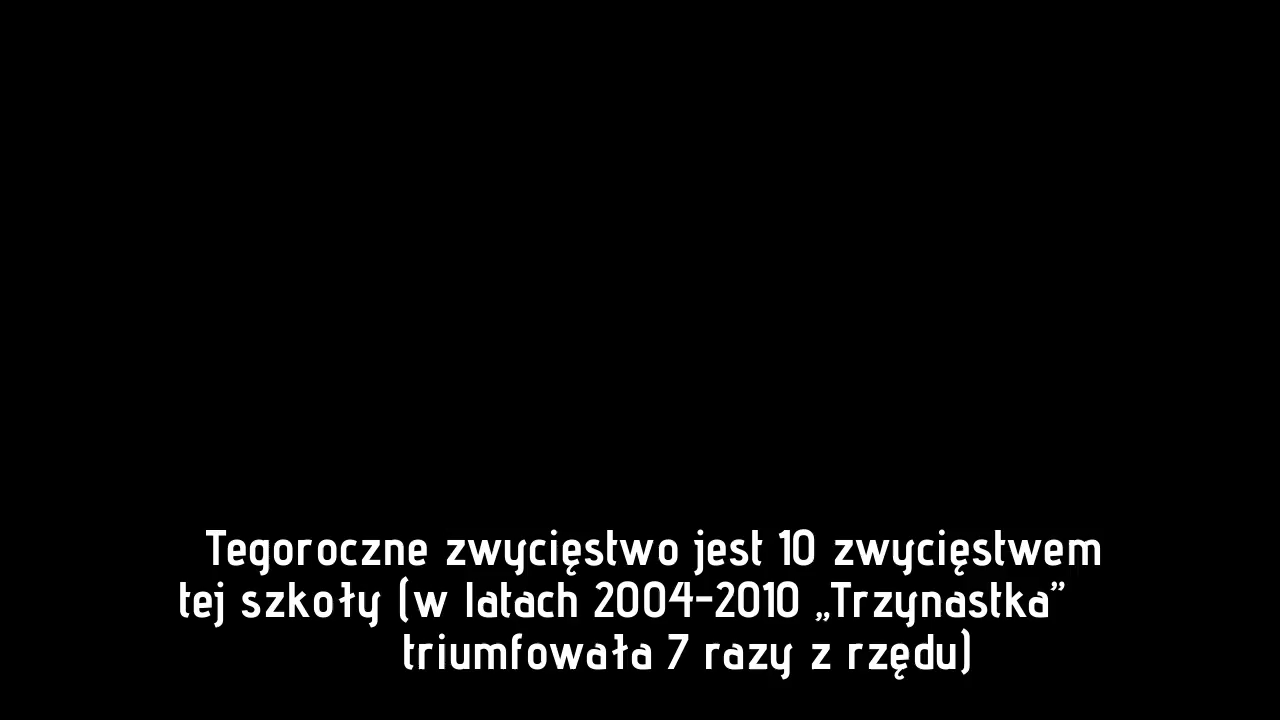 Tegoroczne zwycięstwo jest 10 zwycięstwem
tej szkoły (w latach 2004-2010 „Trzynastka”
triumfowała 7 razy z rzędu)